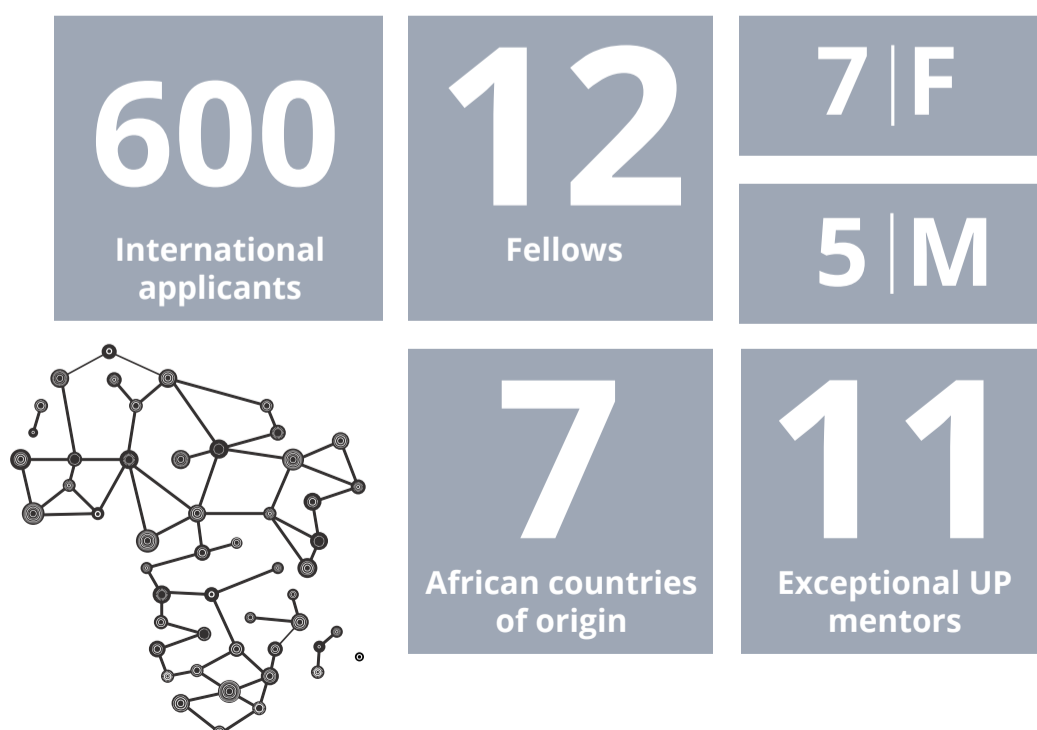 600
International
applicants
12
Fellows
7 | F
5 | M
7
African countries
of origin
11
Exceptional UP
mentors